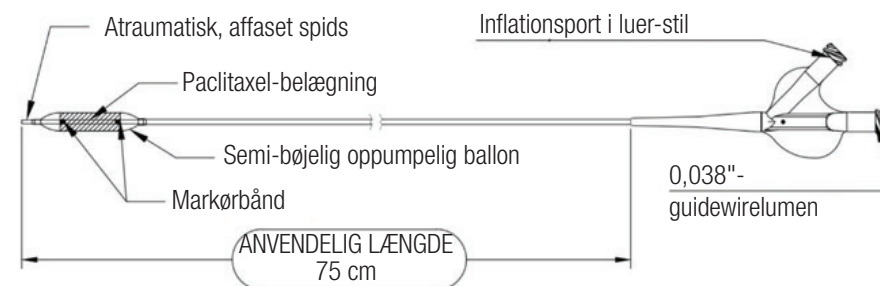 Atraumatisk, affaset spids
Inflationsport i luer-stil
Paclitaxel-belægning
Semi-bøjelig oppumpelig ballon
Markørbånd
0,038"-
guidewirelumen
ANVENDELIG LÆNGDE
75 cm